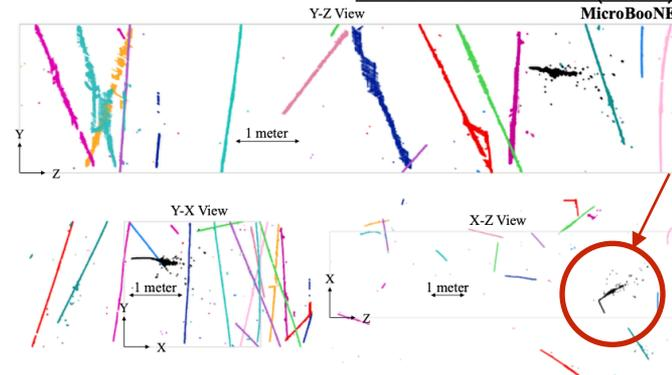 Y-Z View
MicroBooNE
Y
1 meter
Z
Y-X View
X-Z View
1 meter
Y
X
X
1 meter
Z